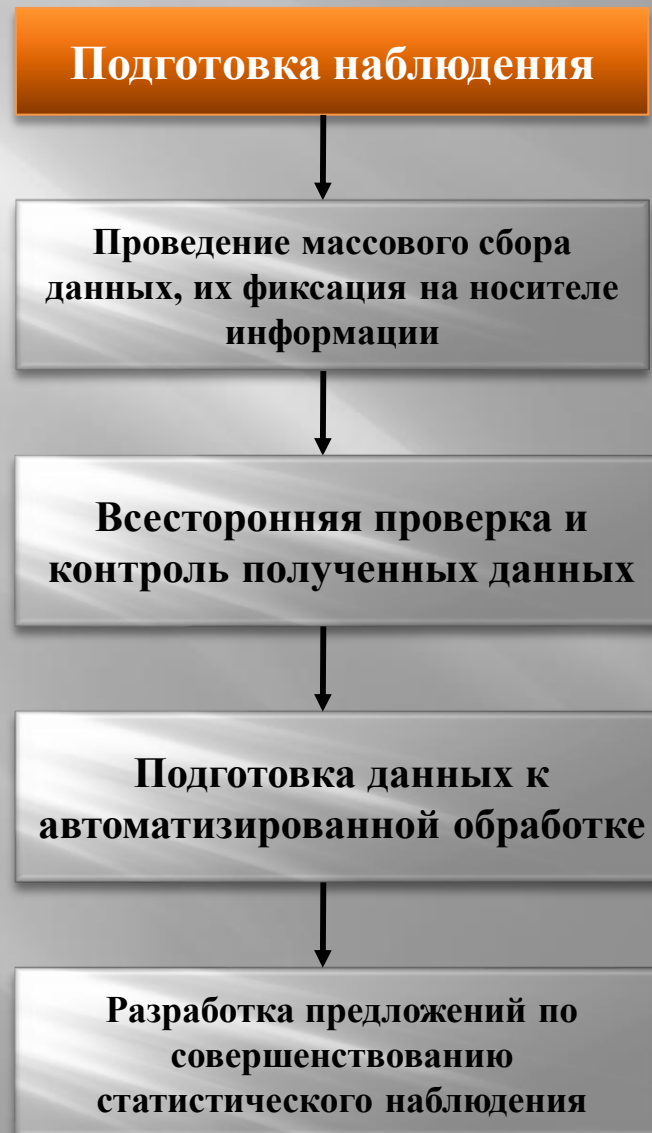 Подготовка наблюдения
Проведение массового сбора
данных, их фиксация на носителе
информации
Всесторонняя проверка и
контроль полученных данных
Подготовка данных к
автоматизированной обработке
Разработка предложений по
совершенствованию
статистического наблюдения